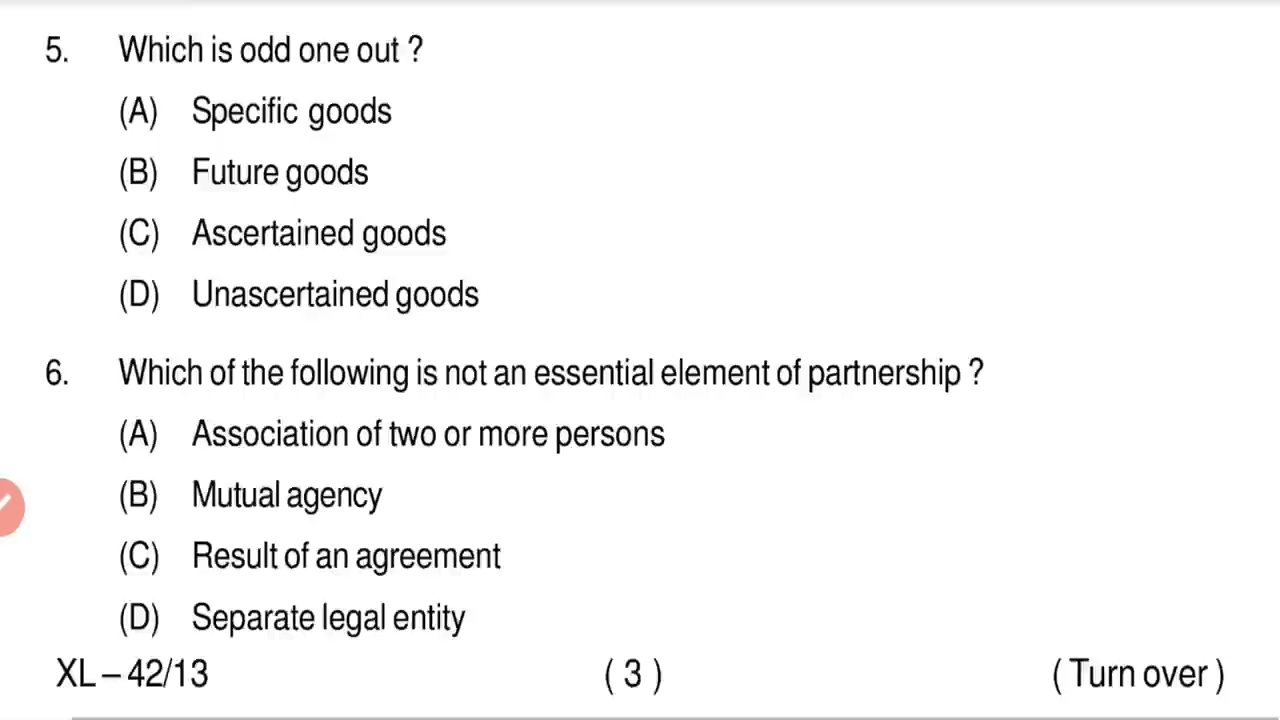 5. Which is odd one out ?
(A) Specific goods
(B) Future goods
(C) Ascertained goods
(D) Unascertained goods
6. Which of the following is not an essential element of partnership ?
(A) Association of two or more persons
(B) Mutual agency
(C) Result of an agreement
(D) Separate legal entity
XL – 42/13 ( 3 ) ( Turn over )